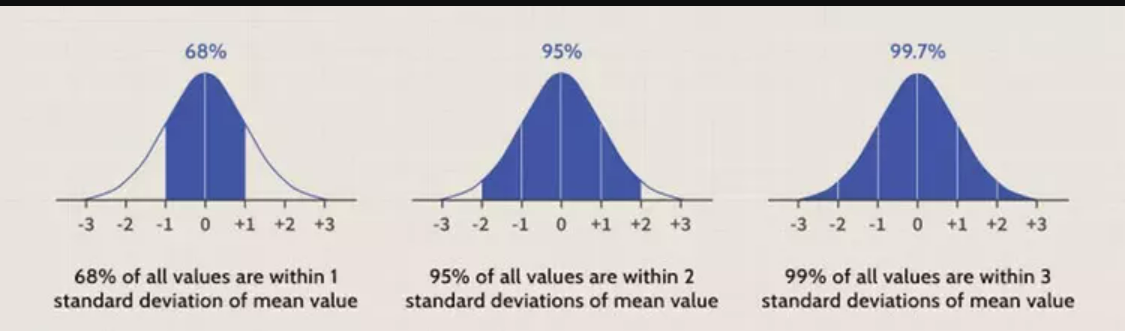 68%
95%
99.7%
-3 -2 -1 0 +1 +2 +3
-3 -2 -1 0 +1 +2 +3
-3 -2 -1 0 +1 +2 +3
68% of all values are within 1
standard deviation of mean value
95% of all values are within 2
standard deviations of mean value
99% of all values are within 3
standard deviations of mean value